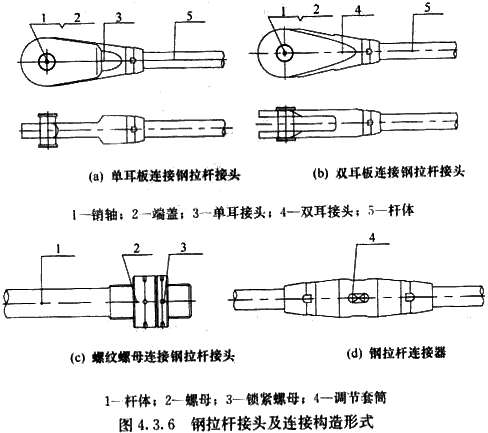 1 2 3 5
1 2 4 5
(a) 单耳板连接钢拉杆接头
(b) 双耳板连接钢拉杆接头
1—销轴；2—端盖；3—单耳接头；4—双耳接头；5—杆体
1 2 3
4
(c) 螺纹螺母连接钢拉杆接头
(d) 钢拉杆连接器
1—杆体；2—螺母；3—锁紧螺母；4—调节套筒
图 4.3.6 钢拉杆接头及连接构造形式